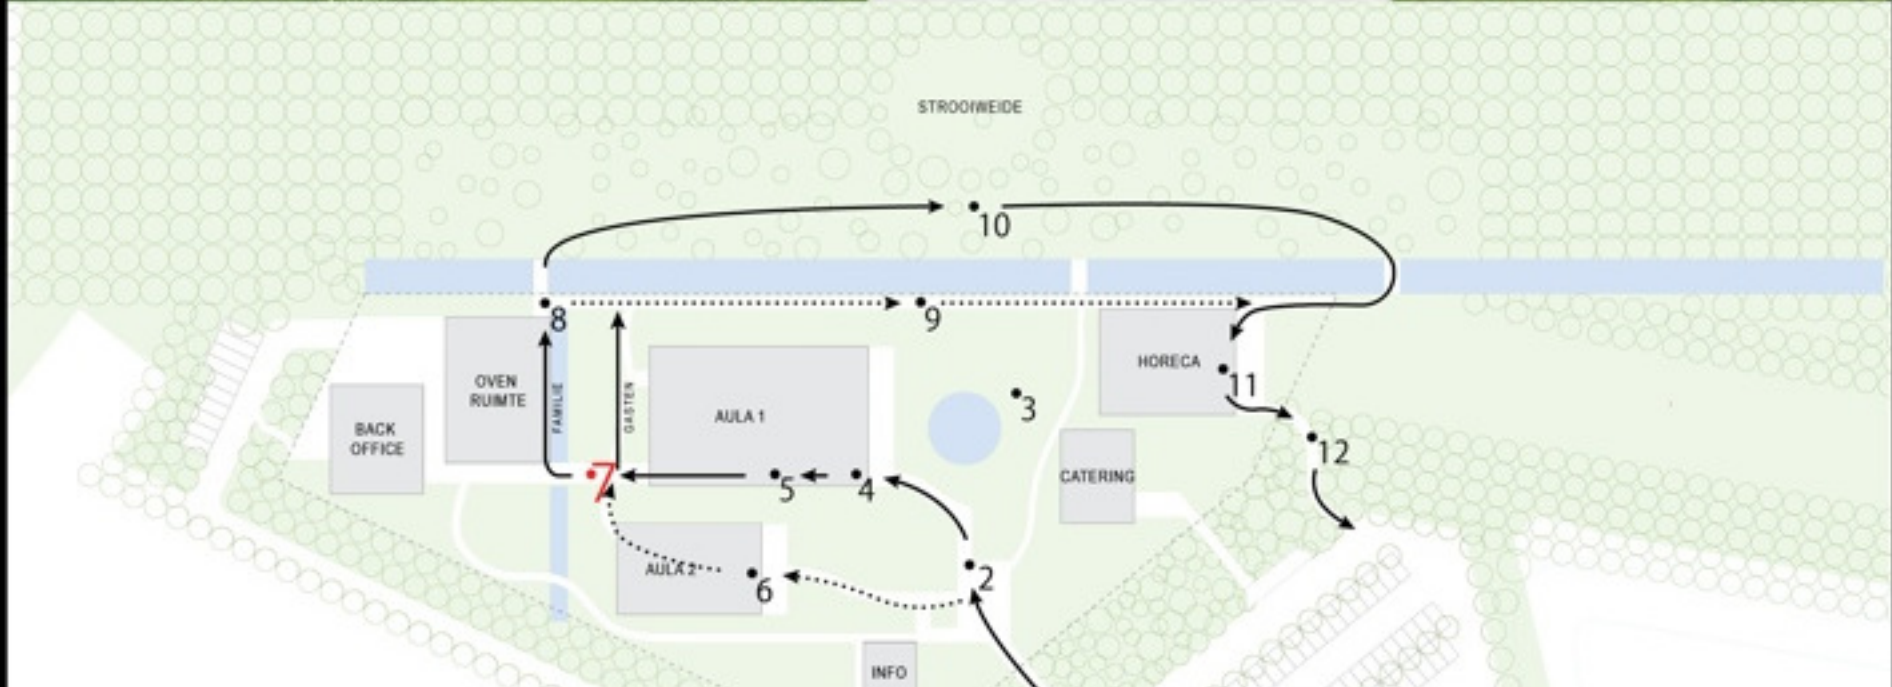 STROOIWEIDE
10
8
9
OVEN
RUIMTE
FAMILIE
GASTEN
AULA 1
3
HORECA
11
BACK
OFFICE
12
7
5
4
CATERING
AULA 2
6
2
INFO